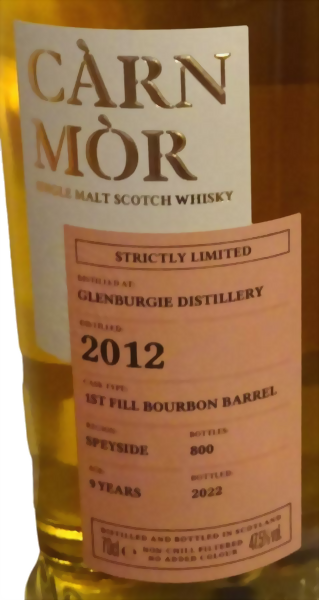 CÀRN
MÒR
SINGLE MALT SCOTCH WHISKY
STRICTLY LIMITED
DISTILLED AT:
GLENBURGIE DISTILLERY
DISTILLED:
2012
CASK TYPE:
1ST FILL BOURBON BARREL
REGION: BOTTLES:
SPEYSIDE 800
AGE: BOTTLED:
9 YEARS 2022
DISTILLED AND BOTTLED IN SCOTLAND
70cl NON-CHILL FILTERED 47.5% vol
NO ADDED COLOUR